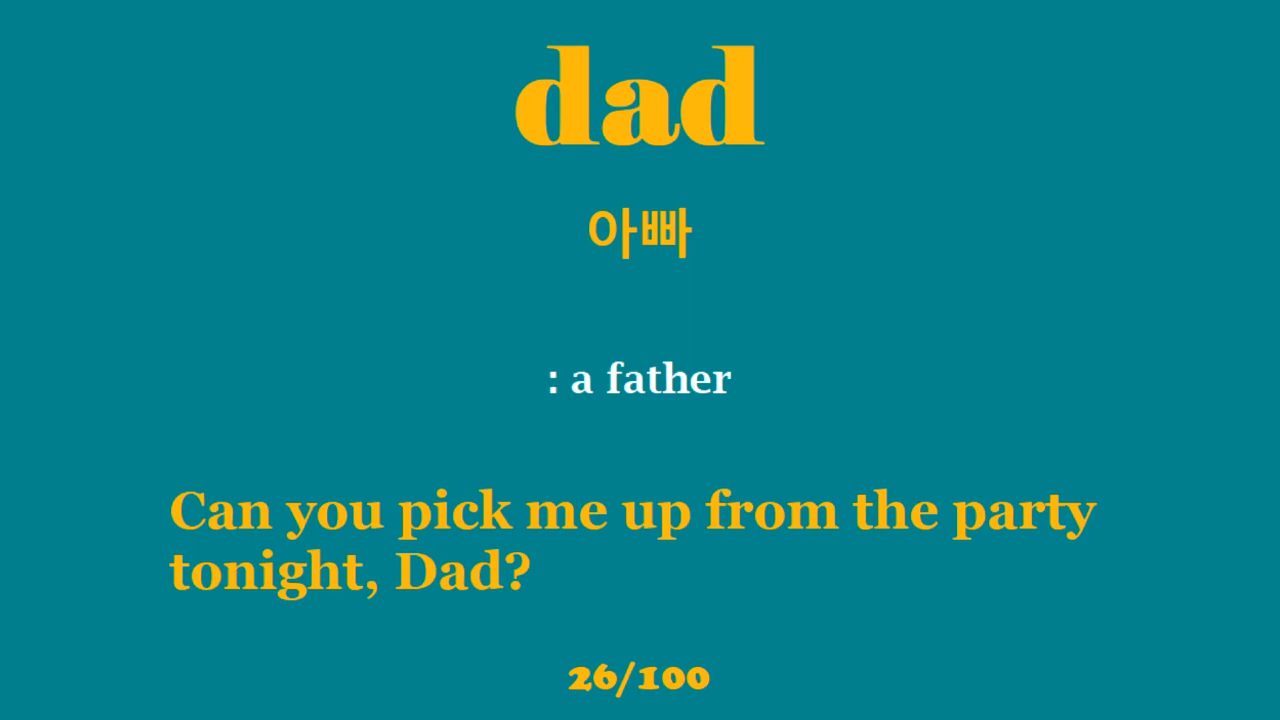 dad
아빠
: a father
Can you pick me up from the party
tonight, Dad?
26/100